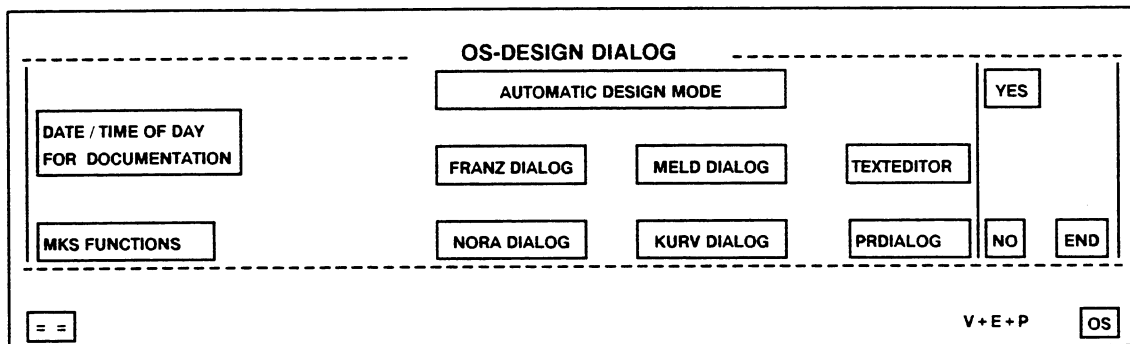 OS-DESIGN DIALOG
AUTOMATIC DESIGN MODE
YES
DATE / TIME OF DAY
FOR DOCUMENTATION
FRANZ DIALOG
MELD DIALOG
TEXTEDITOR
MKS FUNCTIONS
NORA DIALOG
KURV DIALOG
PRDIALOG
NO
END
= =
V + E + P
OS